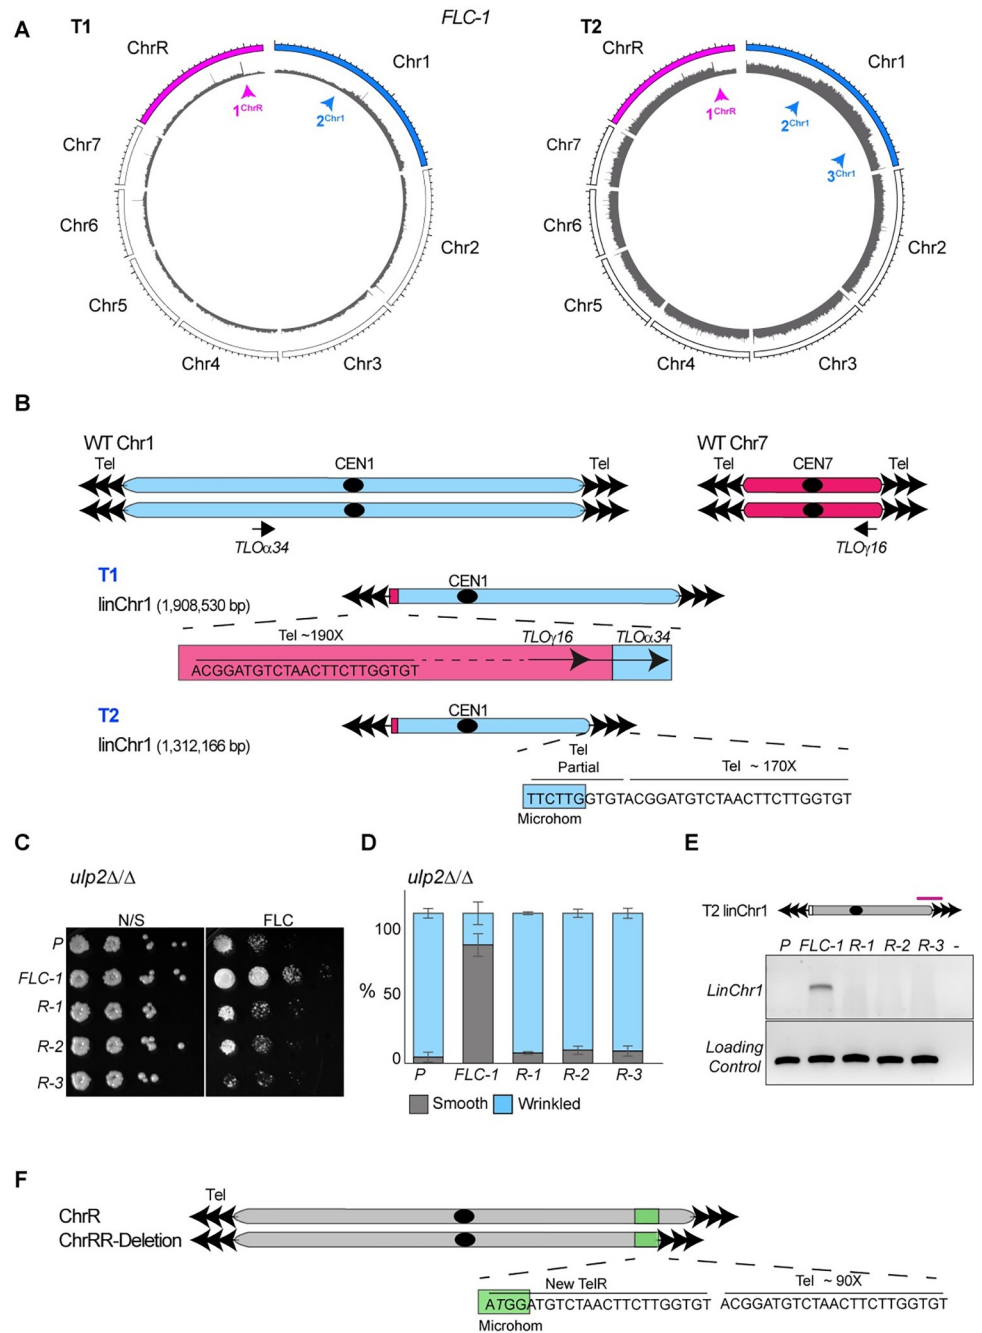 FLC-1
A
T1
T2
ChrR
Chr1
Chr2
Chr3
Chr4
Chr5
Chr6
Chr7
1ChrR
2Chr1
ChrR
Chr1
Chr2
Chr3
Chr4
Chr5
Chr6
Chr7
1ChrR
2Chr1
3Chr1
B
WT Chr1
WT Chr7
Tel
CEN1
Tel
Tel
CEN7
Tel
TLOα34
TLOγ16
T1
CEN1
linChr1 (1,908,530 bp)
Tel ~190X
TLOγ16
TLOα34
ACGGATGTCTAACTTCTTGGTGT
T2
CEN1
linChr1 (1,312,166 bp)
Tel
Partial
Tel ~ 170X
TTCTTGGTGTACGGATGTCTAACTTCTTGGTGT
Microhom
C
ulp2Δ/Δ
N/S
FLC
P
FLC-1
R-1
R-2
R-3
D
ulp2Δ/Δ
100
%
50
0
P
FLC-1
R-1
R-2
R-3
Smooth
Wrinkled
E
T2 linChr1
P FLC-1 R-1 R-2 R-3 -
LinChr1
Loading
Control
F
Tel
ChrR
ChrRR-Deletion
New TelR
Tel ~ 90X
ATGGATGTCTAACTTCTTGGTGT ACGGATGTCTAACTTCTTGGTGT
Microhom